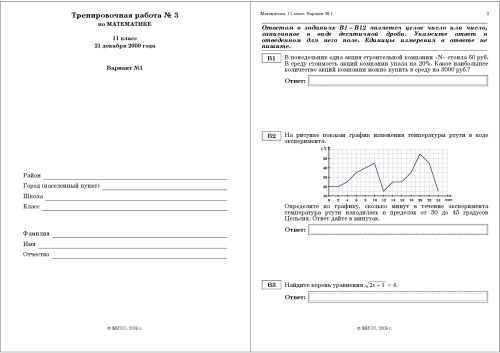 Тренировочная работа № 3
по МАТЕМАТИКЕ
11 класс
21 декабря 2009 года
Вариант №1
Район
Город (населенный пункт)
Школа
Класс
Фамилия
Имя
Отчество
© МИОО, 2009 г.
Математика. 11 класс. Вариант № 1
2
Ответом в заданиях В1 – В12 является целое число или число,
записанное в виде десятичной дроби. Укажите ответ в
отведенном для него поле. Единицы измерения в ответе не
пишите.
В1
В понедельник одна акция строительной компании «N» стоила 60 руб.
В среду стоимость акций компании упала на 20%. Какое наибольшее
количество акций компании можно купить в среду на 3000 руб.?
Ответ:
В2
На рисунке показан график изменения температуры ртути в ходе
эксперимента.
Определите по графику, сколько минут в течение эксперимента
температура ртути находилась в пределах от 30 до 45 градусов
Цельсия. Ответ дайте в минутах.
Ответ:
В3
Найдите корень уравнения √2x + 1 = 4.
Ответ:
© МИОО, 2009 г.